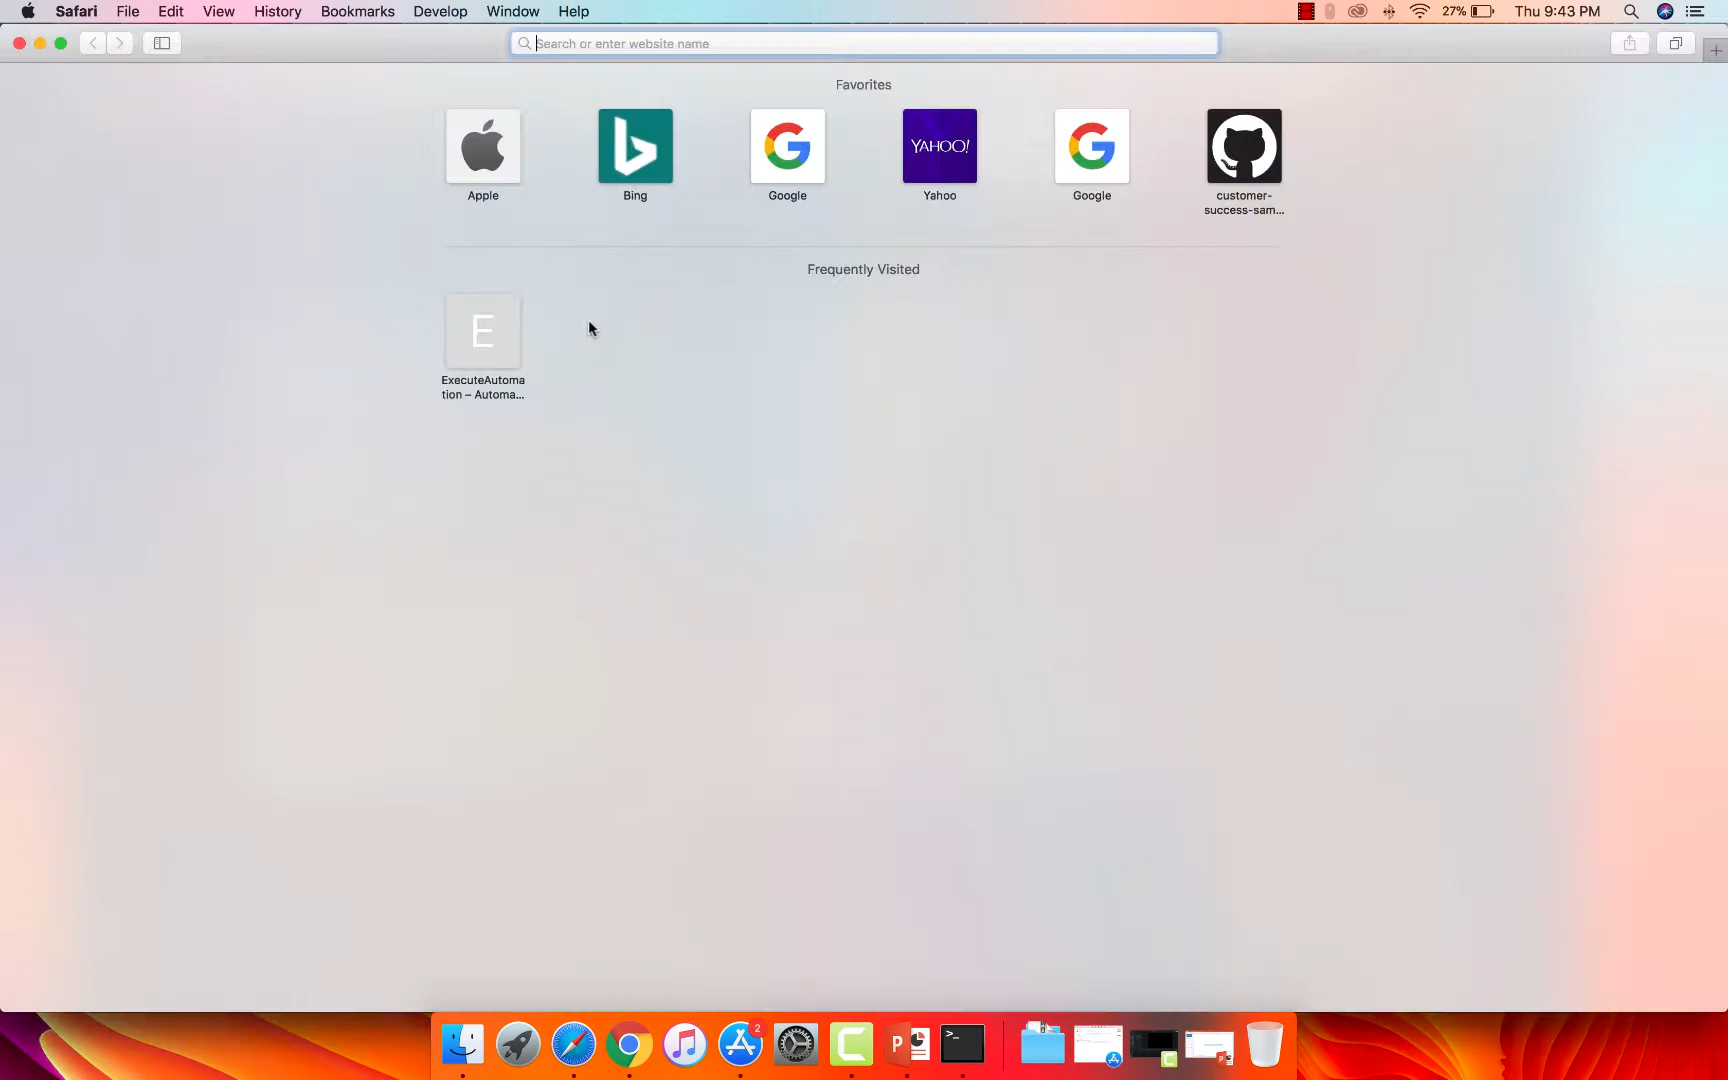 Safari File Edit View History Bookmarks Develop Window Help 27% Thu 9:43 PM
Search or enter website name
Favorites
YAHOO!
Apple Bing Google Yahoo Google customer-
success-sam...
Frequently Visited
E
ExecuteAutoma
tion – Automa...
2
>_